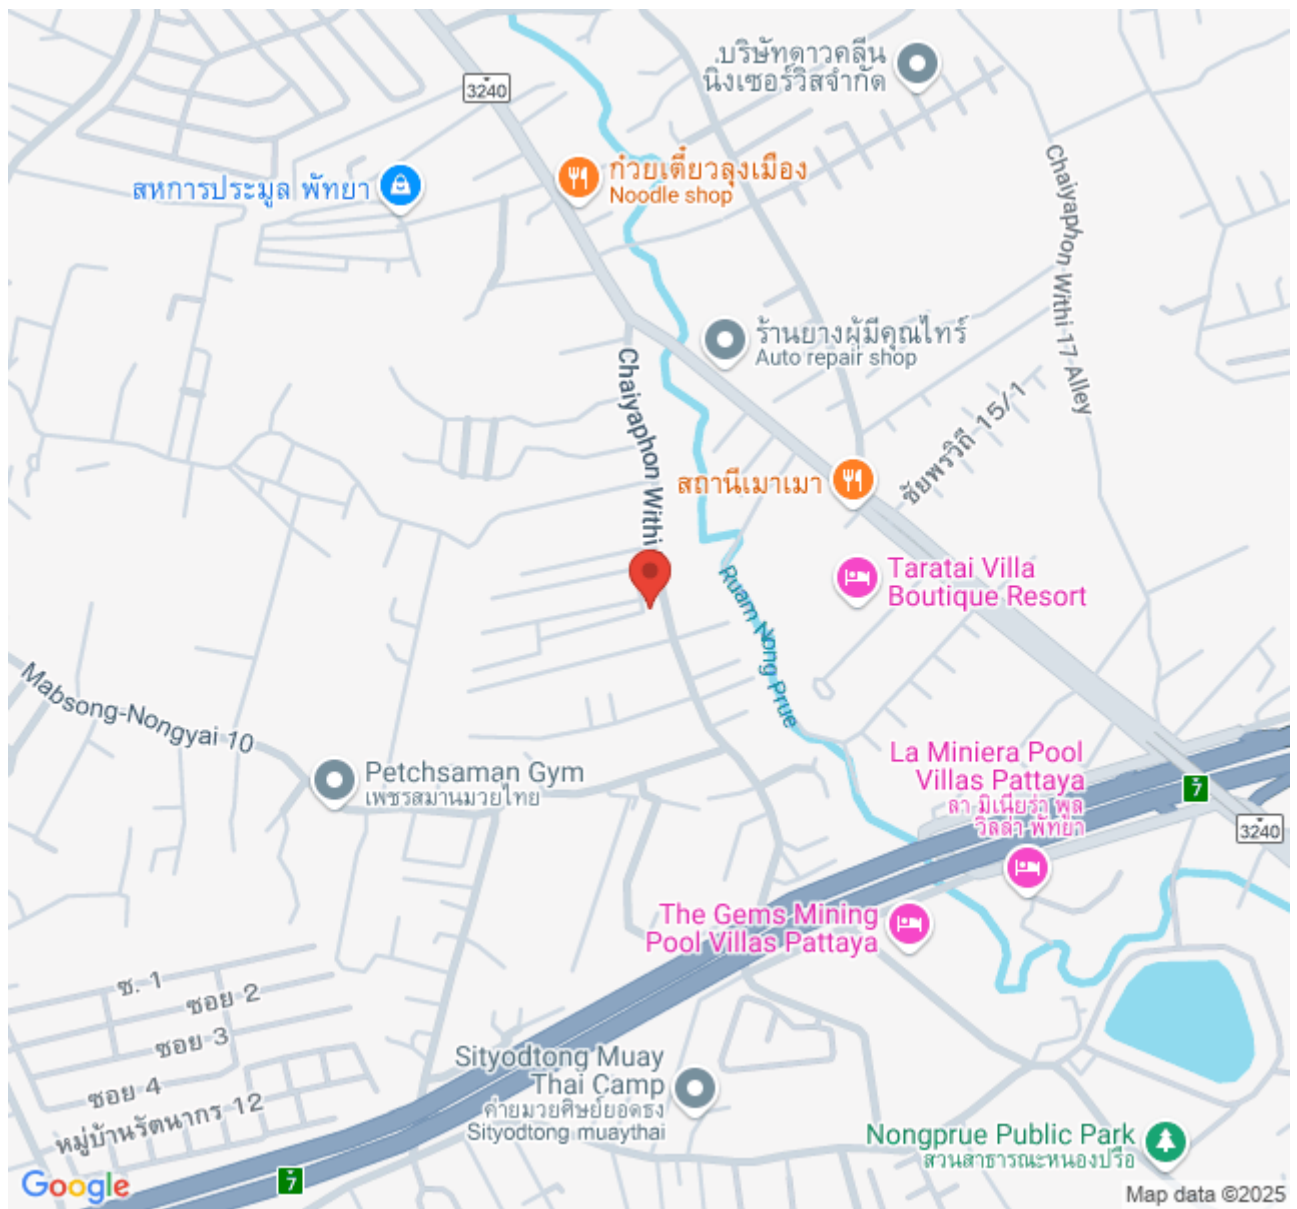 .บริษัทดาวคลีน
นิงเซอร์วิสจำกัด
3240
ก๋วยเตี๋ยวลุงเมือง
Noodle shop
สหการประมูล พัทยา
Chaiyaphon Withi 17 Alley
ร้านยางผู้มีคุณไทร์
Auto repair shop
Chaiyaphon Withi
ชัยพรวิถี 15/1
สถานีเมาเมา
Taratai Villa
Boutique Resort
Ruam Nong Prue
Mabsong-Nongyai 10
La Miniera Pool
Villas Pattaya
ลา มิเนียร่า พูล
วิลล่า พัทยา
Petchsaman Gym
เพชรสมานมวยไทย
7
3240
The Gems Mining
Pool Villas Pattaya
ซ. 1
ซอย 2
ซอย 3
ซอย 4
หมู่บ้านรัตนากร 12
Sityodtong Muay
Thai Camp
ค่ายมวยศิษย์ยอดธง
Sityodtong muaythai
Nongprue Public Park
สวนสาธารณะหนองปรือ
7
Google
Map data ©2025